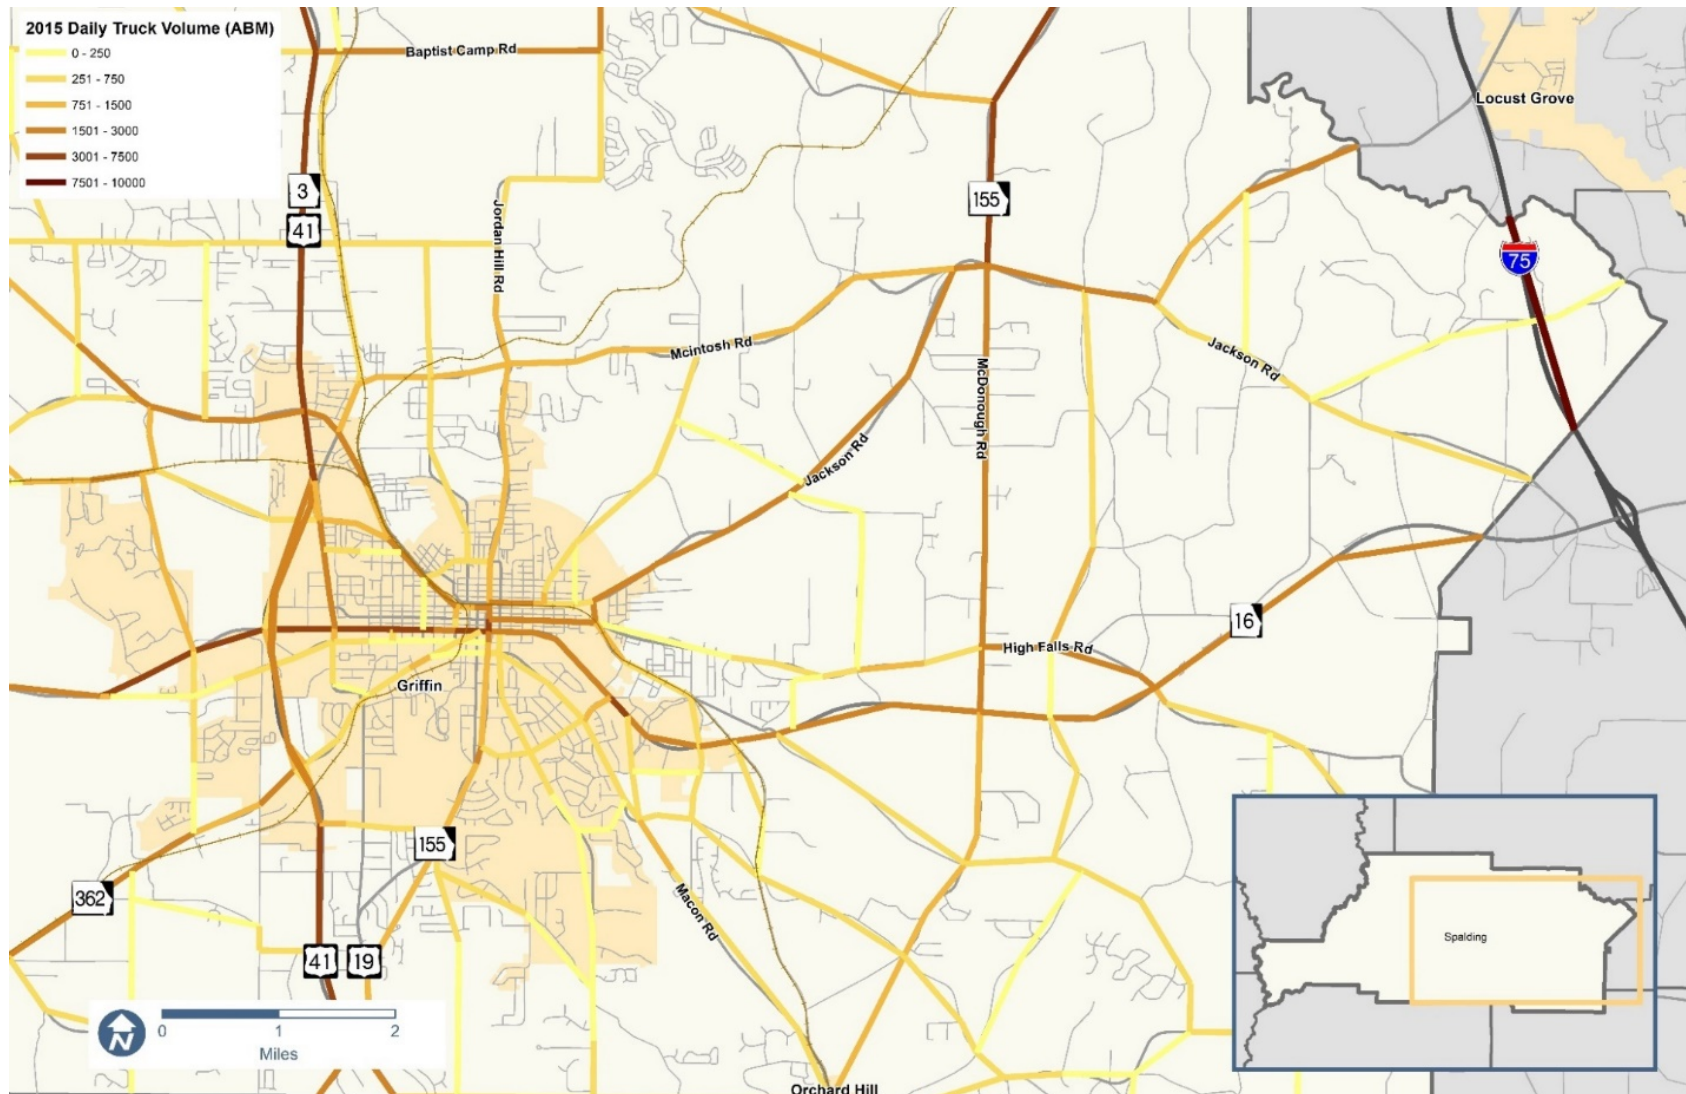 2015 Daily Truck Volume (ABM)
0 - 250
251 - 750
751 - 1500
1501 - 3000
3001 - 7500
7501 - 10000
Baptist Camp Rd
Locust Grove
3
41
155
Jordan Hill Rd
75
Mcintosh Rd
Jackson Rd
McDonough Rd
Jackson Rd
16
High Falls Rd
Griffin
155
362
Macon Rd
41
19
Spalding
N
0 1 2
Miles
Orchard Hill